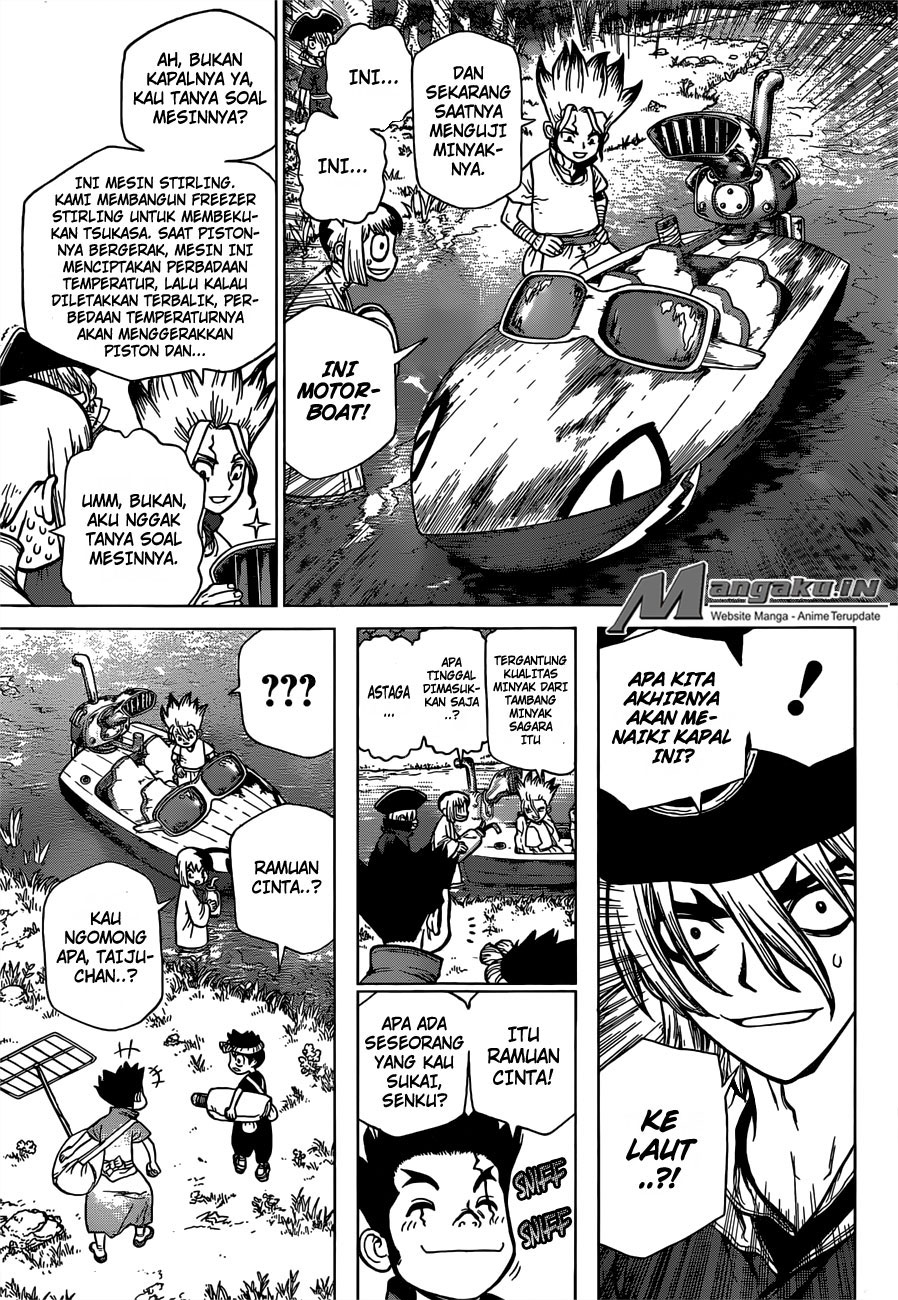 DAN
SEKARANG
SAATNYA
MENGUJI
MINYAK-
NYA.
INI...
INI...
INI
MOTOR-
BOAT!
AH, BUKAN
KAPALNYA YA,
KAU TANYA SOAL
MESINNYA?
INI MESIN STIRLING.
KAMI MEMBANGUN FREEZER
STIRLING UNTUK MEMBEKU-
KAN TSUKASA. SAAT PISTON-
NYA BERGERAK, MESIN INI
MENCIPTAKAN PERBADAAN
TEMPERATUR, LALU KALAU
DILETAKKAN TERBALIK, PER-
BEDAAN TEMPERATURNYA
AKAN MENGGERAKKAN
PISTON DAN...
UMM, BUKAN,
AKU NGGAK
TANYA SOAL
MESINNYA.
Mangaku.IN
Website Manga - Anime Terupdate
!
APA KITA
AKHIRNYA
AKAN ME-
NAIKI KAPAL
INI?
KE
LAUT
..?!
TERGANTUNG
KUALITAS
MINYAK DARI
TAMBANG
MINYAK
SAGARA
ITU
APA
TINGGAL
DIMASUK-
KAN SAJA
..?
ASTAGA
...
ITU
RAMUAN
CINTA!
APA ADA
SESEORANG
YANG KAU
SUKAI,
SENKU?
SNIFF
SNIFF
???
RAMUAN
CINTA..?
KAU
NGOMONG
APA, TAIJU-
CHAN..?